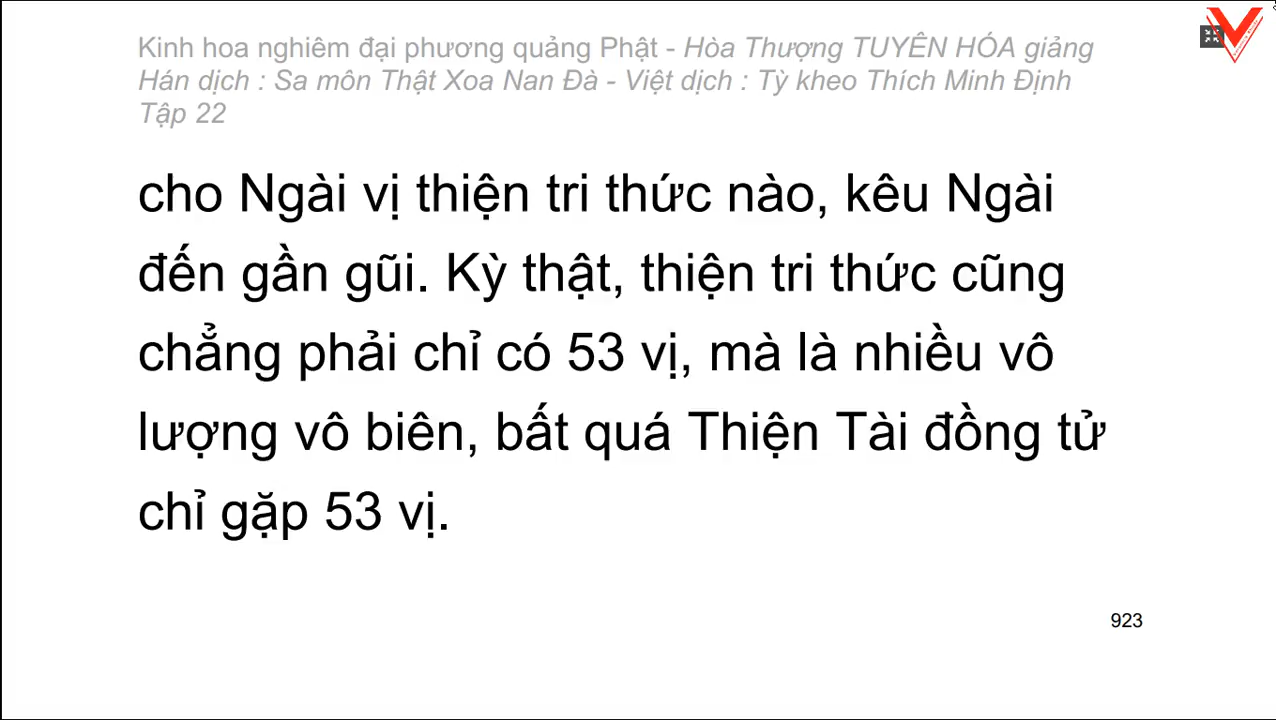 Kinh hoa nghiêm đại phương quảng Phật - Hòa Thượng TUYÊN HÓA giảng
Hán dịch : Sa môn Thật Xoa Nan Đà - Việt dịch : Tỳ kheo Thích Minh Định
Tập 22
cho Ngài vị thiện tri thức nào, kêu Ngài
đến gần gũi. Kỳ thật, thiện tri thức cũng
chẳng phải chỉ có 53 vị, mà là nhiều vô
lượng vô biên, bất quá Thiện Tài đồng tử
chỉ gặp 53 vị.
923